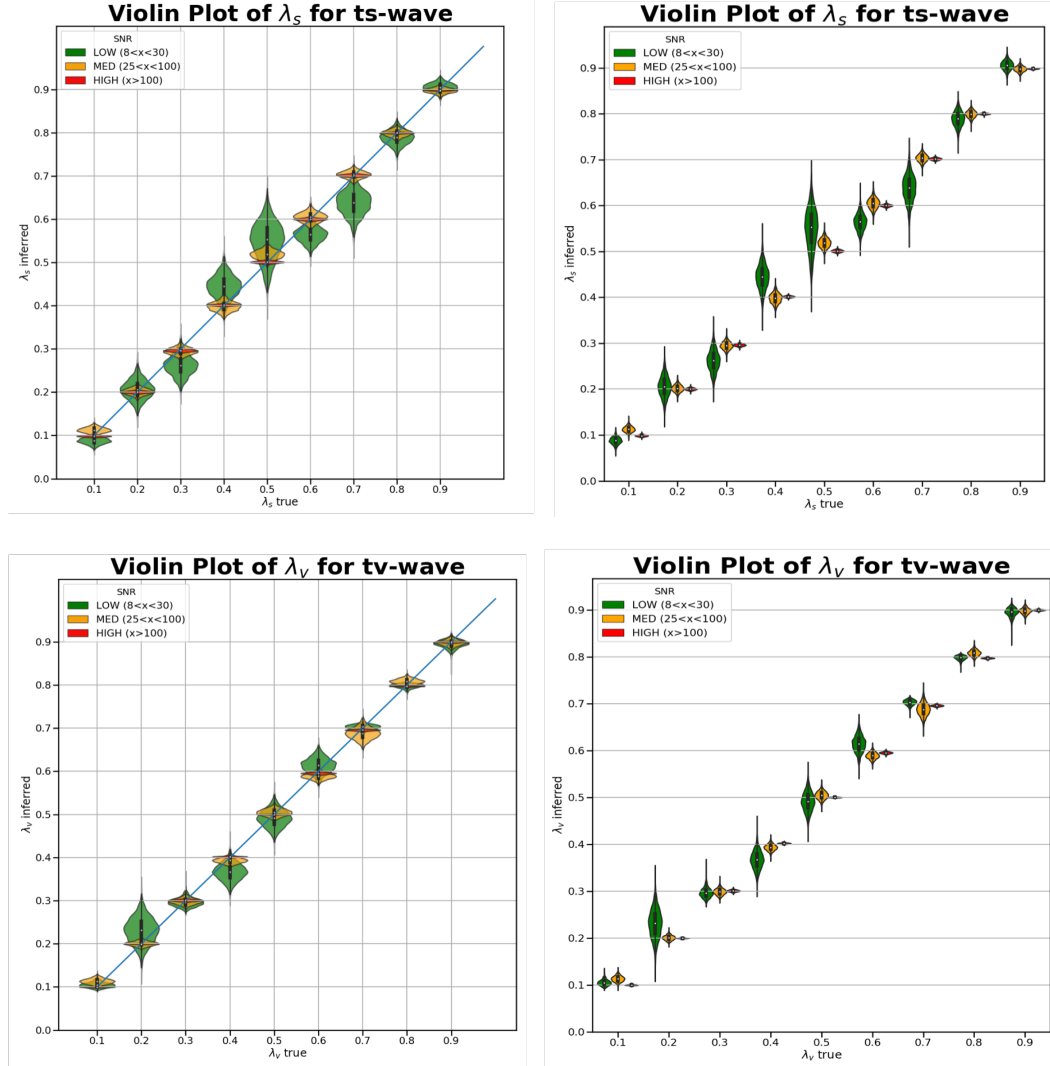 Violin Plot of λs for ts-wave
SNR
LOW (8<x<30)
MED (25<x<100)
HIGH (x>100)
0.9
0.8
0.7
0.6
0.5
0.4
0.3
0.2
0.1
0.0
λs inferred
0.1 0.2 0.3 0.4 0.5 0.6 0.7 0.8 0.9
λs true
Violin Plot of λs for ts-wave
SNR
LOW (8<x<30)
MED (25<x<100)
HIGH (x>100)
0.9
0.8
0.7
0.6
0.5
0.4
0.3
0.2
0.1
0.0
λs inferred
0.1 0.2 0.3 0.4 0.5 0.6 0.7 0.8 0.9
λs true
Violin Plot of λv for tv-wave
SNR
LOW (8<x<30)
MED (25<x<100)
HIGH (x>100)
0.9
0.8
0.7
0.6
0.5
0.4
0.3
0.2
0.1
0.0
λv inferred
0.1 0.2 0.3 0.4 0.5 0.6 0.7 0.8 0.9
λv true
Violin Plot of λv for tv-wave
SNR
LOW (8<x<30)
MED (25<x<100)
HIGH (x>100)
0.9
0.8
0.7
0.6
0.5
0.4
0.3
0.2
0.1
0.0
λv inferred
0.1 0.2 0.3 0.4 0.5 0.6 0.7 0.8 0.9
λv true